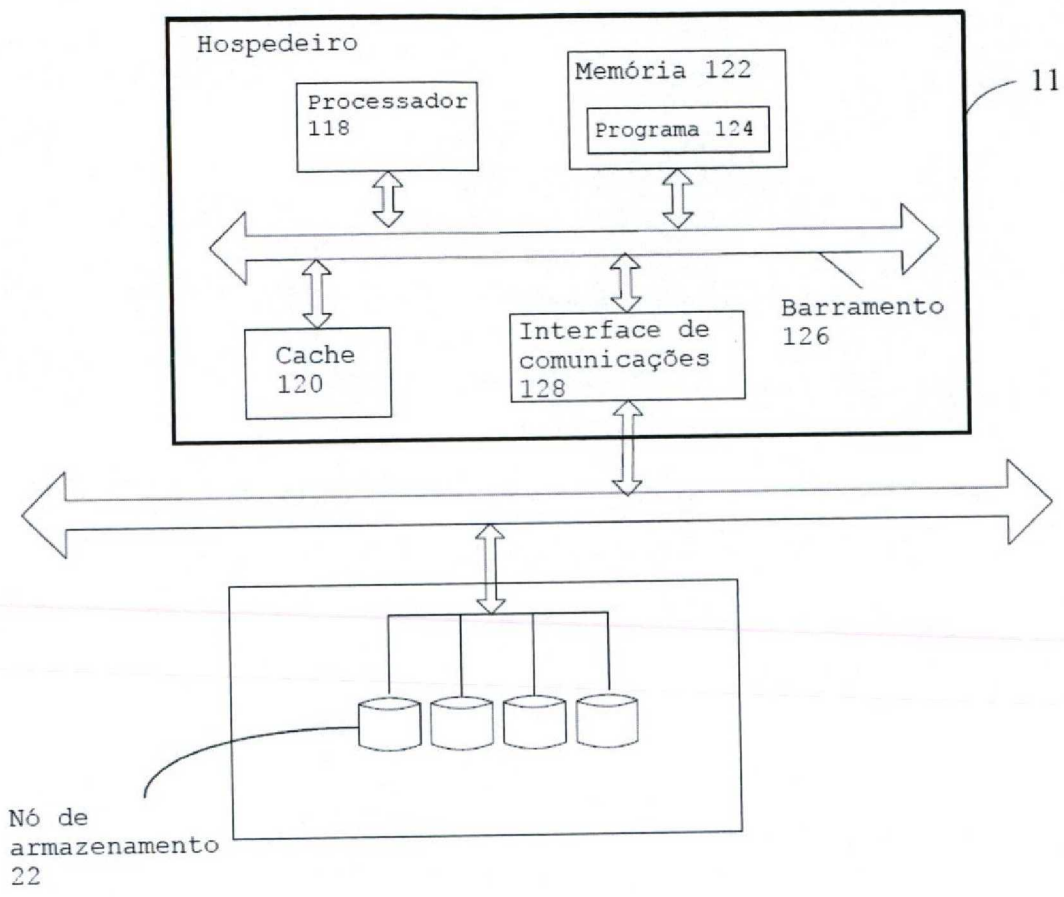 Hospedeiro
Processador
118
Memória 122
Programa 124
11
Barramento
126
Cache
120
Interface de
comunicações
128
Nó de
armazenamento
22